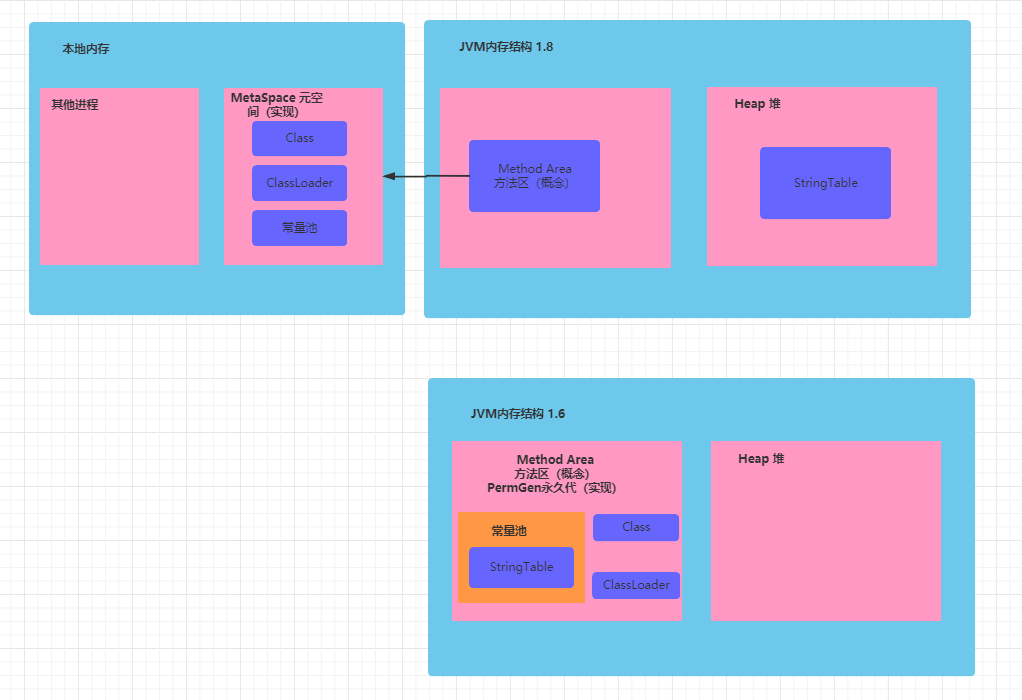 本地内存
其他进程
MetaSpace 元空
间（实现）
Class
ClassLoader
常量池
JVM内存结构 1.8
Method Area
方法区（概念）
Heap 堆
StringTable
JVM内存结构 1.6
Method Area
方法区（概念）
PermGen永久代（实现）
常量池
StringTable
Class
ClassLoader
Heap 堆